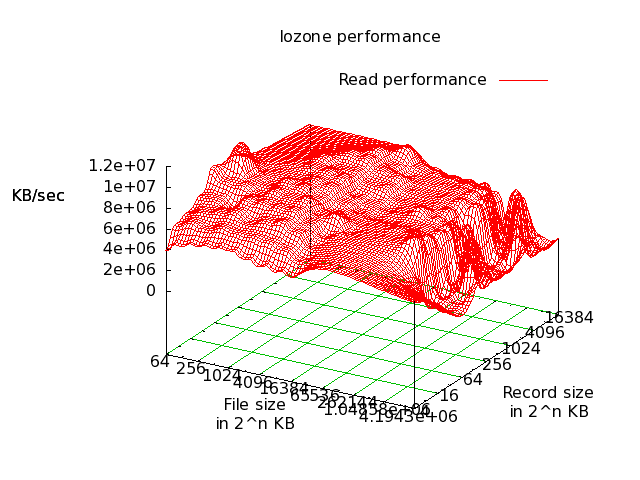 Iozone performance
Read performance
KB/sec
1.2e+07
1e+07
8e+06
6e+06
4e+06
2e+06
0
64
256
1024
4096
16384
65536
262144
1.04858e+06
4.1943e+06
File size
in 2^n KB
4
16
64
256
1024
4096
16384
Record size
in 2^n KB